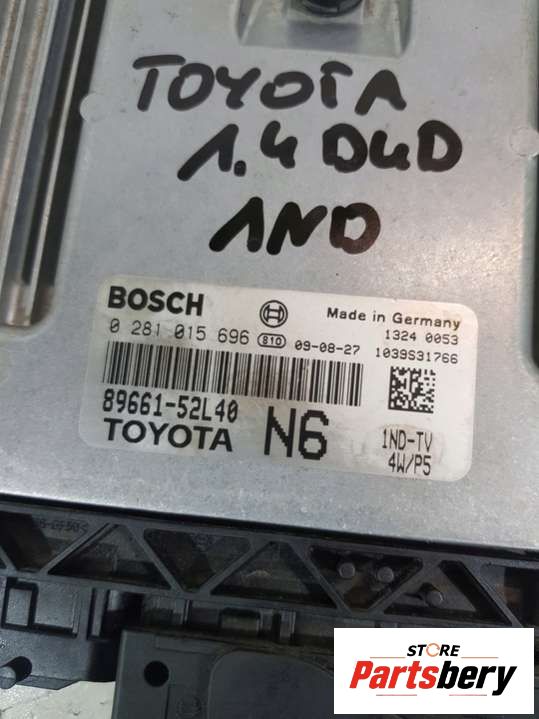 TOYOTA
1.4 D4D
1ND
BOSCH
Made in Germany
0 281 015 696 810 09-08-27
1324 0053
1039S31766
89661-52L40
TOYOTA N6
1ND-TV
4W/P5
STORE
Partsbery